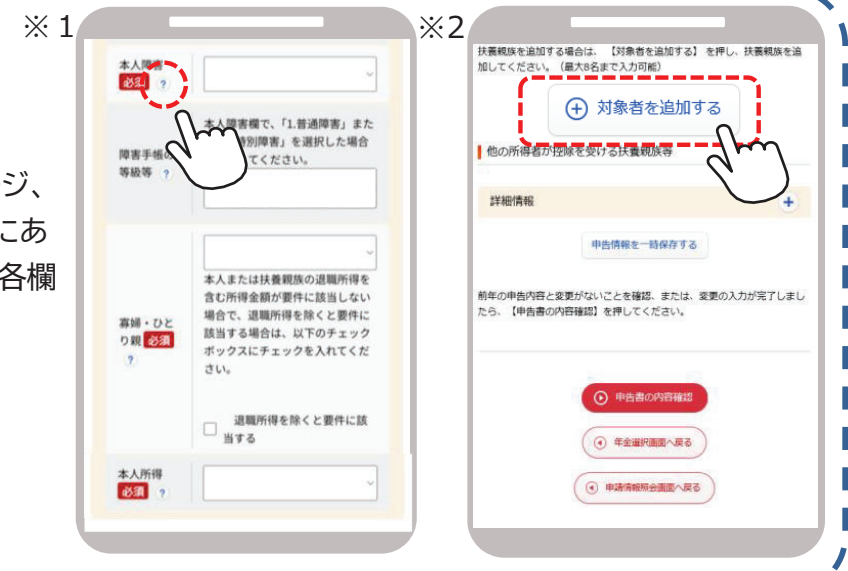 ※1
ジ、
にあ
各欄
本人障害
必須 ?
障害手帳の
等級等 ?
本人障害欄で、「1.普通障害」また
特別障害」を選択した場合
てください。
寡婦・ひと
り親 必須
?
本人または扶養親族の退職所得を
含む所得金額が要件に該当しない
場合で、退職所得を除くと要件に
該当する場合は、以下のチェック
ボックスにチェックを入れてくだ
さい。
退職所得を除くと要件に該
当する
本人所得
必須 ?
※2
扶養親族を追加する場合は、【対象者を追加する】を押し、扶養親族を追
加してください。（最大8名まで入力可能）
対象者を追加する
他の所得者が控除を受ける扶養親族等
詳細情報
申告情報を一時保存する
前年の申告内容と変更がないことを確認、または、変更の入力が完了しまし
たら、【申告書の内容確認】を押してください。
申告書の内容確認
年金選択画面へ戻る
申請情報照会画面へ戻る